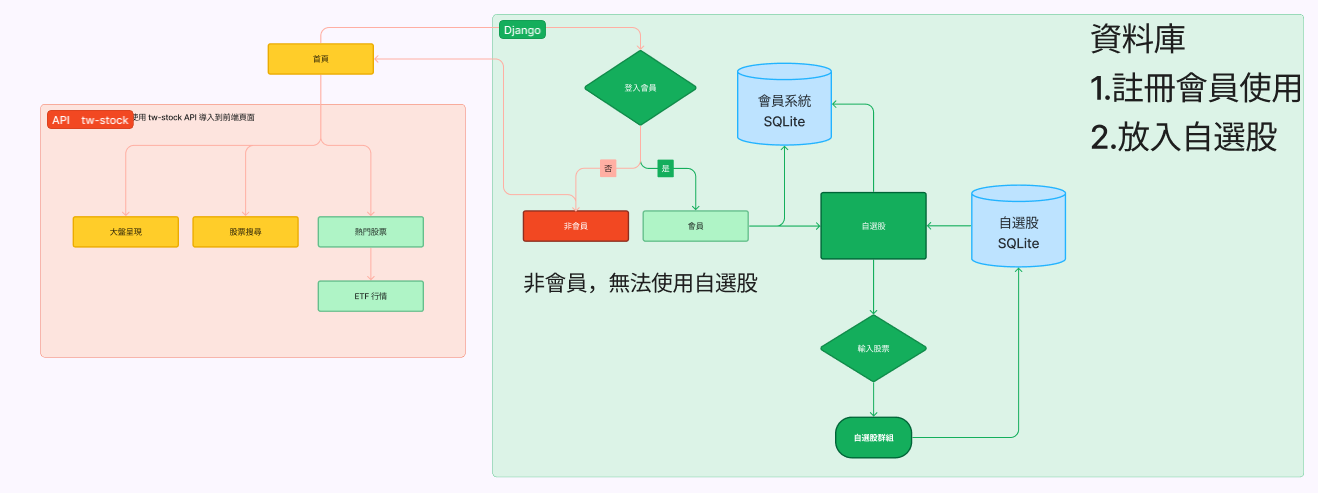 首頁
API tw-stock
使用 tw-stock API 導入到前端頁面
大盤呈現
股票搜尋
熱門股票
ETF 行情
Django
登入會員
否
是
非會員
會員
非會員，無法使用自選股
會員系統
SQLite
自選股
自選股
SQLite
輸入股票
自選股群組
資料庫
1.註冊會員使用
2.放入自選股